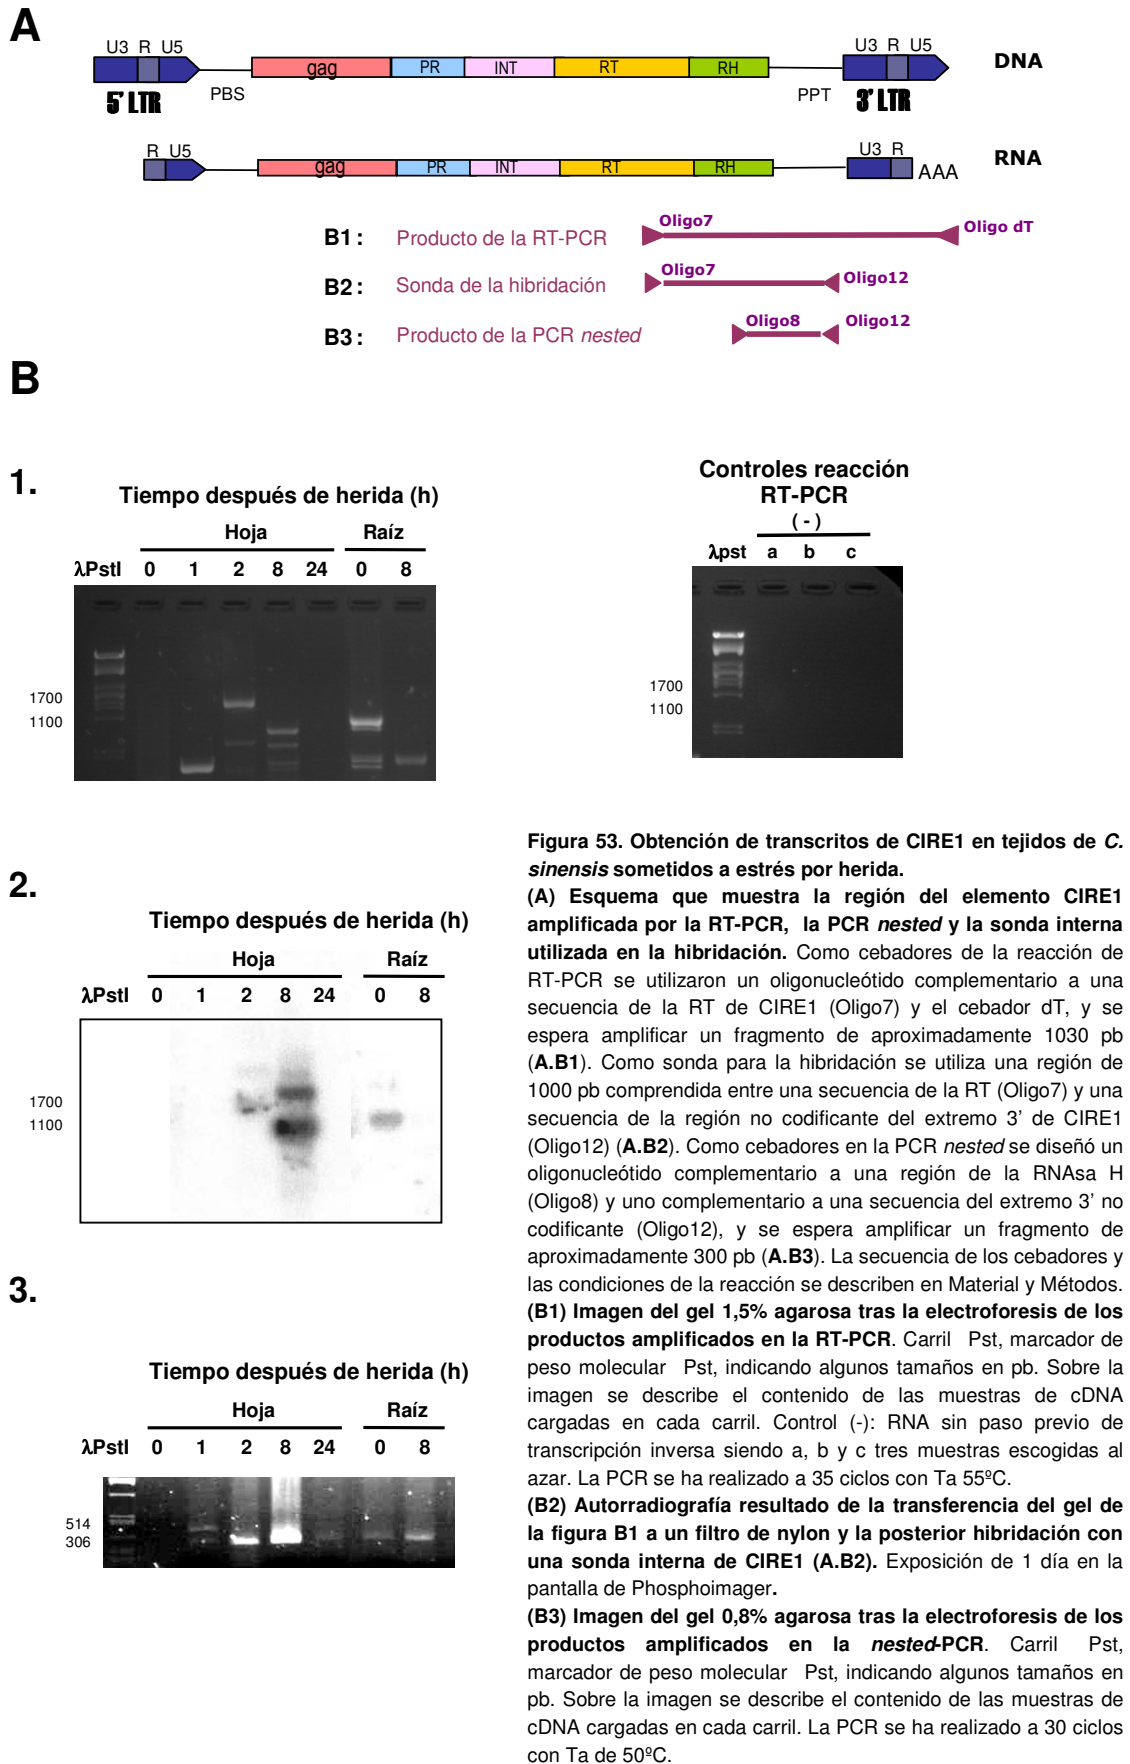 A
U3 R U5
U3 R U5
gag PR INT RT RH
DNA
PBS
PPT
5' LTR
3' LTR
R U5
U3 R
gag PR INT RT RH
AAA
RNA
B1 : Producto de la RT-PCR
Oligo7
Oligo dT
B2 : Sonda de la hibridación
Oligo7
Oligo12
B3 : Producto de la PCR nested
Oligo8
Oligo12
B
1.
Tiempo después de herida (h)
Hoja Raíz
λPstI 0 1 2 8 24 0 8
1700
1100
Controles reacción
RT-PCR
( - )
λpst a b c
1700
1100
2.
Tiempo después de herida (h)
Hoja Raíz
λPstI 0 1 2 8 24 0 8
1700
1100
3.
Tiempo después de herida (h)
Hoja Raíz
λPstI 0 1 2 8 24 0 8
514
306
Figura 53. Obtención de transcritos de CIRE1 en tejidos de C.
sinensis sometidos a estrés por herida.
(A) Esquema que muestra la región del elemento CIRE1
amplificada por la RT-PCR, la PCR nested y la sonda interna
utilizada en la hibridación. Como cebadores de la reacción de
RT-PCR se utilizaron un oligonucleótido complementario a una
secuencia de la RT de CIRE1 (Oligo7) y el cebador dT, y se
espera amplificar un fragmento de aproximadamente 1030 pb
(A.B1). Como sonda para la hibridación se utiliza una región de
1000 pb comprendida entre una secuencia de la RT (Oligo7) y una
secuencia de la región no codificante del extremo 3' de CIRE1
(Oligo12) (A.B2). Como cebadores en la PCR nested se diseñó un
oligonucleótido complementario a una región de la RNAsa H
(Oligo8) y uno complementario a una secuencia del extremo 3' no
codificante (Oligo12), y se espera amplificar un fragmento de
aproximadamente 300 pb (A.B3). La secuencia de los cebadores y
las condiciones de la reacción se describen en Material y Métodos.
(B1) Imagen del gel 1,5% agarosa tras la electroforesis de los
productos amplificados en la RT-PCR. Carril Pst, marcador de
peso molecular Pst, indicando algunos tamaños en pb. Sobre la
imagen se describe el contenido de las muestras de cDNA
cargadas en cada carril. Control (-): RNA sin paso previo de
transcripción inversa siendo a, b y c tres muestras escogidas al
azar. La PCR se ha realizado a 35 ciclos con Ta 55ºC.
(B2) Autorradiografía resultado de la transferencia del gel de
la figura B1 a un filtro de nylon y la posterior hibridación con
una sonda interna de CIRE1 (A.B2). Exposición de 1 día en la
pantalla de Phosphoimager.
(B3) Imagen del gel 0,8% agarosa tras la electroforesis de los
productos amplificados en la nested-PCR. Carril Pst,
marcador de peso molecular Pst, indicando algunos tamaños en
pb. Sobre la imagen se describe el contenido de las muestras de
cDNA cargadas en cada carril. La PCR se ha realizado a 30 ciclos
con Ta de 50ºC.